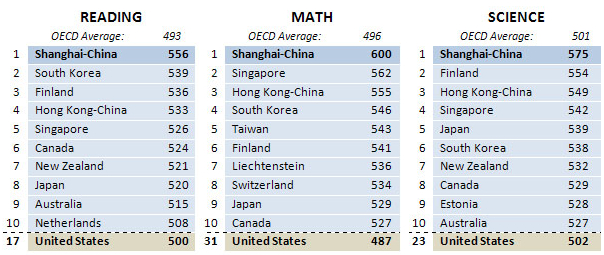 READING
OECD Average: 493
1 Shanghai-China 556
2 South Korea 539
3 Finland 536
4 Hong Kong-China 533
5 Singapore 526
6 Canada 524
7 New Zealand 521
8 Japan 520
9 Australia 515
10 Netherlands 508
17 United States 500
MATH
OECD Average: 496
1 Shanghai-China 600
2 Singapore 562
3 Hong Kong-China 555
4 South Korea 546
5 Taiwan 543
6 Finland 541
7 Liechtenstein 536
8 Switzerland 534
9 Japan 529
10 Canada 527
31 United States 487
SCIENCE
OECD Average: 501
1 Shanghai-China 575
2 Finland 554
3 Hong Kong-China 549
4 Singapore 542
5 Japan 539
6 South Korea 538
7 New Zealand 532
8 Canada 529
9 Estonia 528
10 Australia 527
23 United States 502